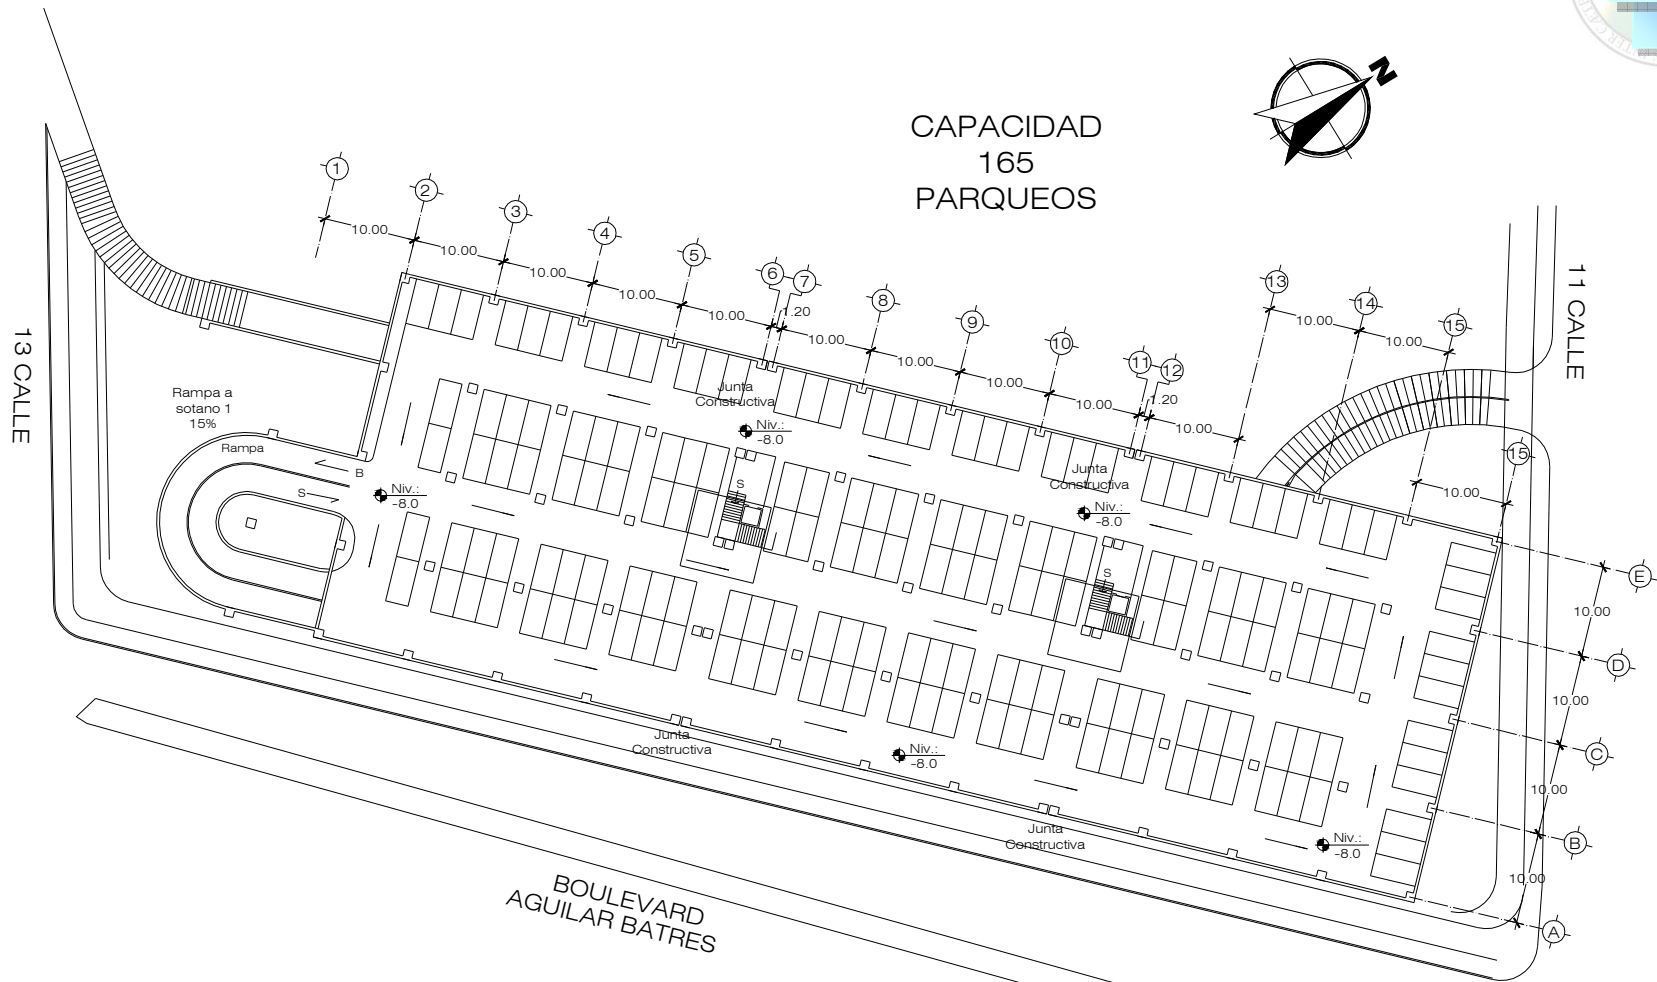 CAPACIDAD
165
PARQUEOS
N
1
2
3
4
5
6
7
8
9
10
11
12
13
14
15
15
10.00
10.00
10.00
10.00
10.00
1.20
10.00
10.00
10.00
10.00
1.20
10.00
10.00
10.00
10.00
13 CALLE
11 CALLE
Rampa a
sotano 1
15%
Rampa
B
S
Niv.:
-8.0
Junta
Constructiva
Niv.:
-8.0
S
Junta
Constructiva
Niv.:
-8.0
S
E
10.00
D
10.00
C
10.00
B
10.00
A
Junta
Constructiva
Niv.:
-8.0
Junta
Constructiva
Niv.:
-8.0
BOULEVARD
AGUILAR BATRES